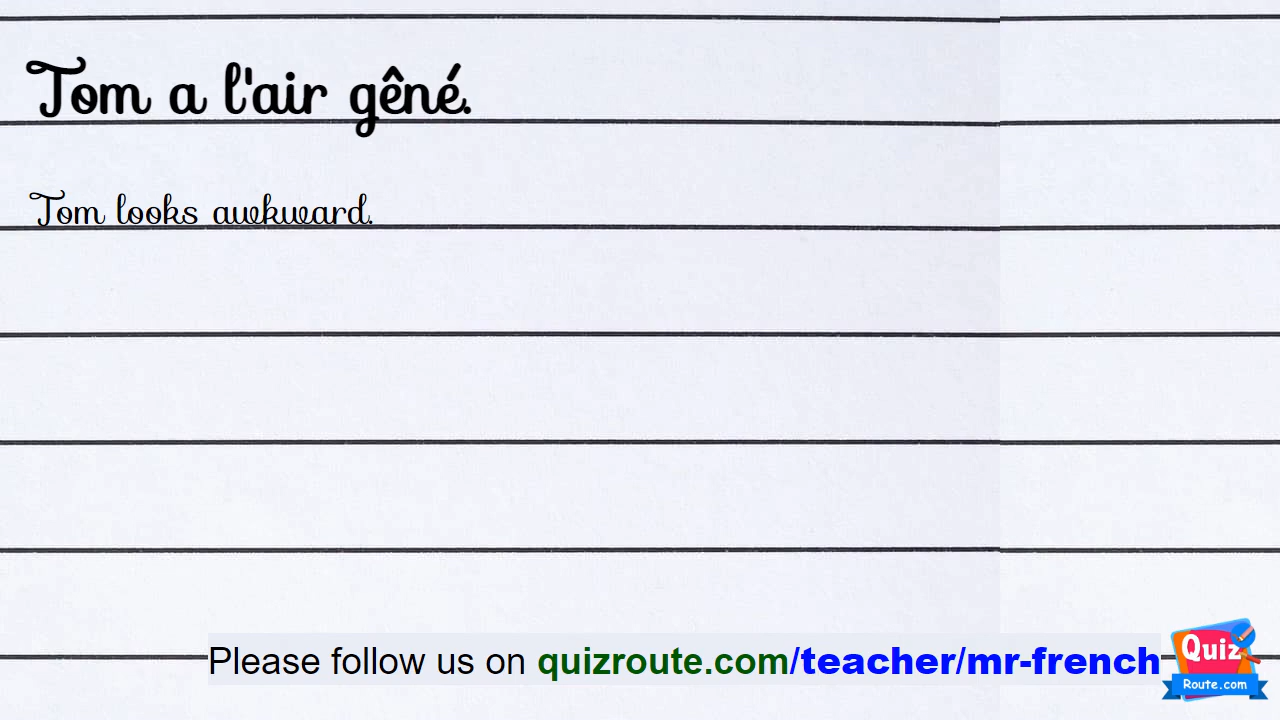 Tom a l'air gêné.
Tom looks awkward.
Please follow us on quizroute.com/teacher/mr-french
Quiz
Route.com